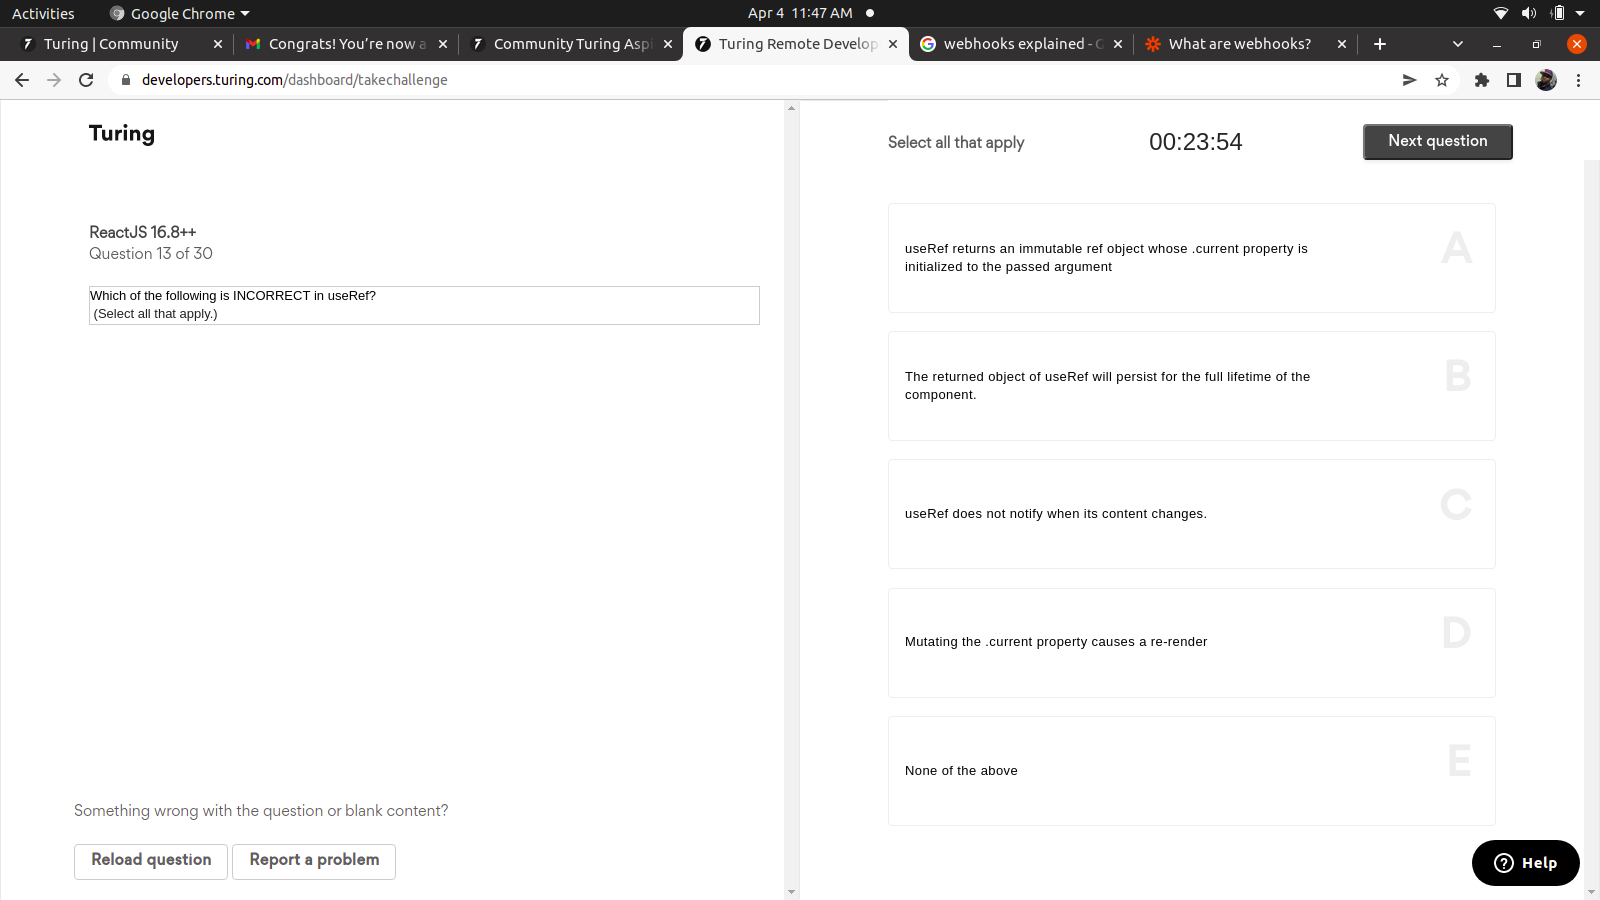 Activities
Google Chrome
Apr 4 11:47 AM
Turing | Community
Congrats! You're now a
Community Turing Aspi
Turing Remote Develop
webhooks explained - G
What are webhooks?
developers.turing.com/dashboard/takechallenge
Turing
ReactJS 16.8++
Question 13 of 30
Which of the following is INCORRECT in useRef?
(Select all that apply.)
Something wrong with the question or blank content?
Reload question
Report a problem
Select all that apply
00:23:54
Next question
useRef returns an immutable ref object whose .current property is
initialized to the passed argument
A
The returned object of useRef will persist for the full lifetime of the
component.
B
useRef does not notify when its content changes.
C
Mutating the .current property causes a re-render
D
None of the above
E
Help